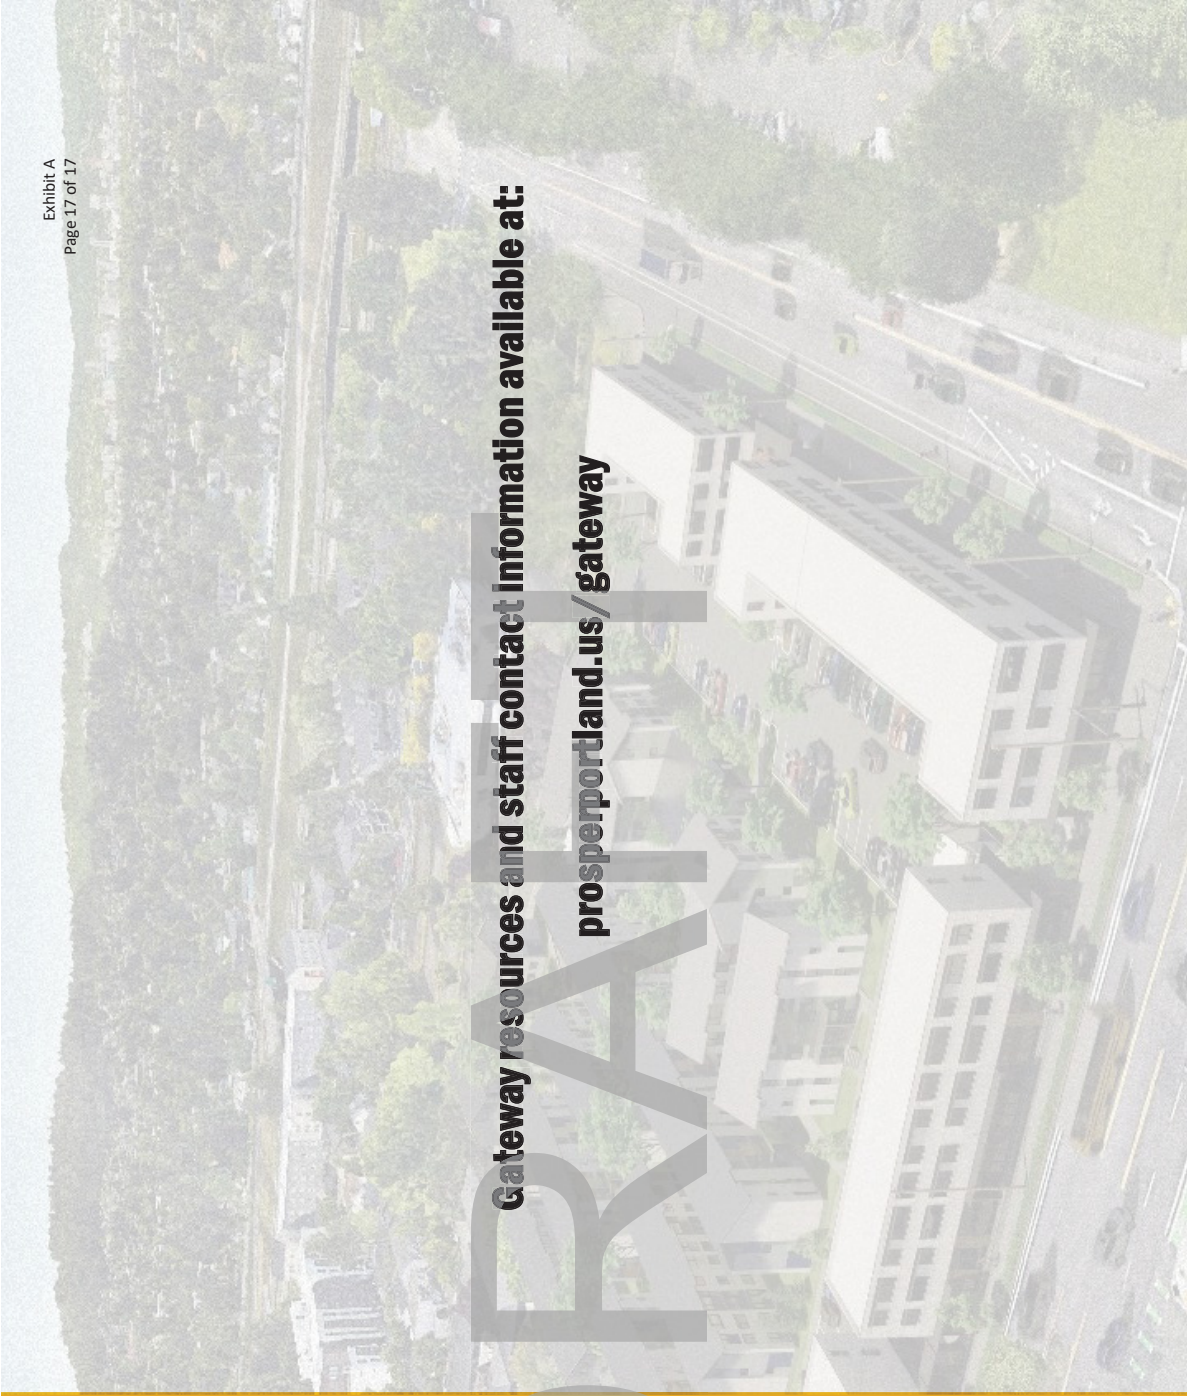 Exhibit A
Page 17 of 17
Gateway resources and staff contact information available at:
prosperportland.us/gateway
DRAFT